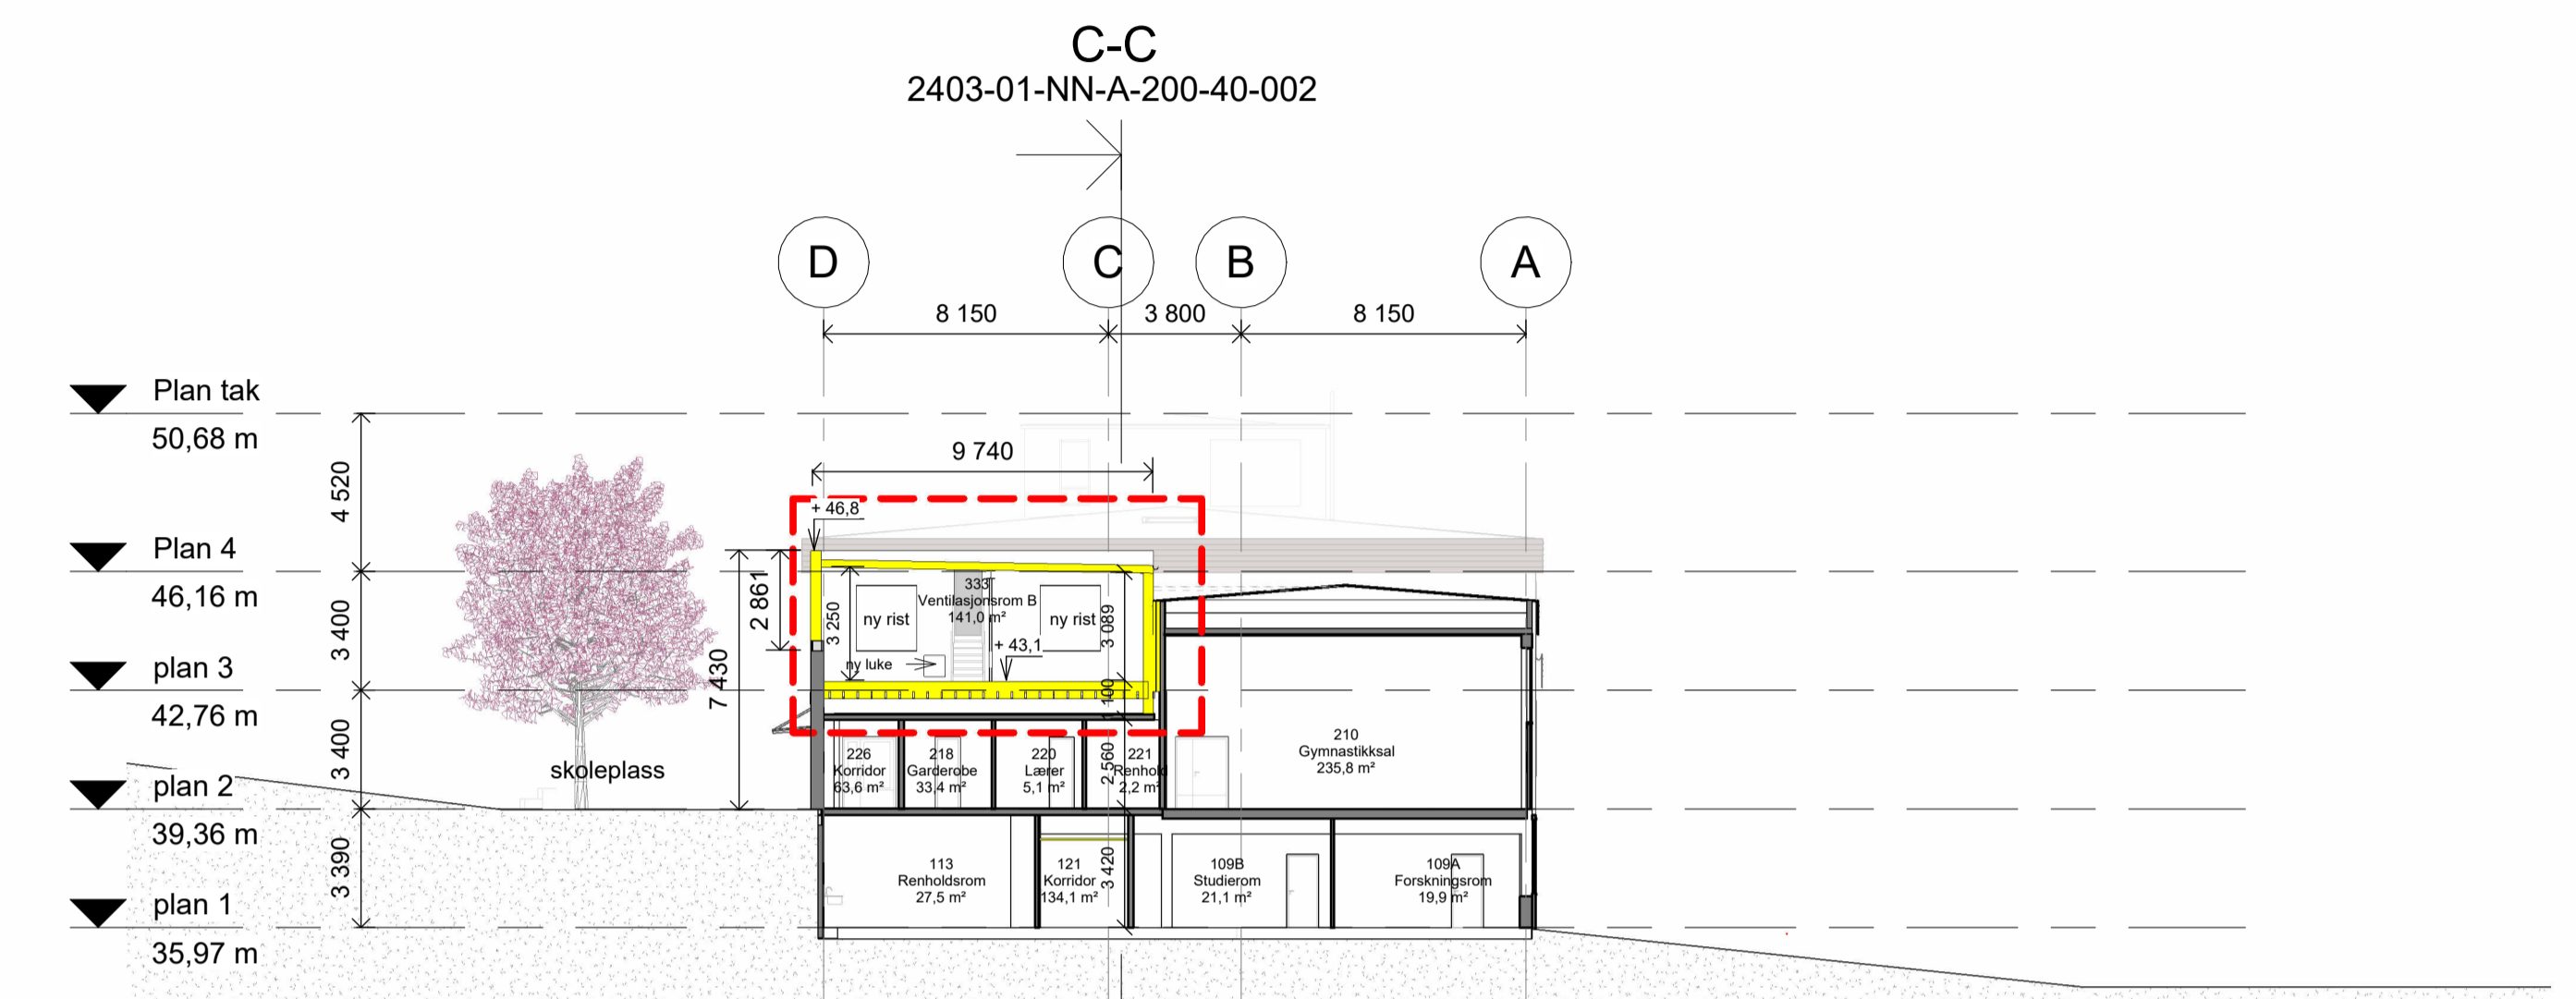 C-C
2403-01-NN-A-200-40-002
D
C
B
A
8 150
3 800
8 150
Plan tak
50,68 m
9 740
4 520
+ 46,8
Plan 4
46,16 m
2 861
3 250
333
Ventilasjonsrom B
141,0 m²
ny rist
ny rist
3 089
3 400
+ 43,1
ny luke
plan 3
42,76 m
7 430
1 100
3 400
210
Gymnastikksal
235,8 m²
226
Korridor
63,6 m²
218
Garderobe
33,4 m²
220
Lærer
5,1 m²
2 560
221
Renhold
2,2 m²
skoleplass
plan 2
39,36 m
3 390
113
Renholdsrom
27,5 m²
121
Korridor
134,1 m²
3 420
109B
Studierom
21,1 m²
109A
Forskningsrom
19,9 m²
plan 1
35,97 m